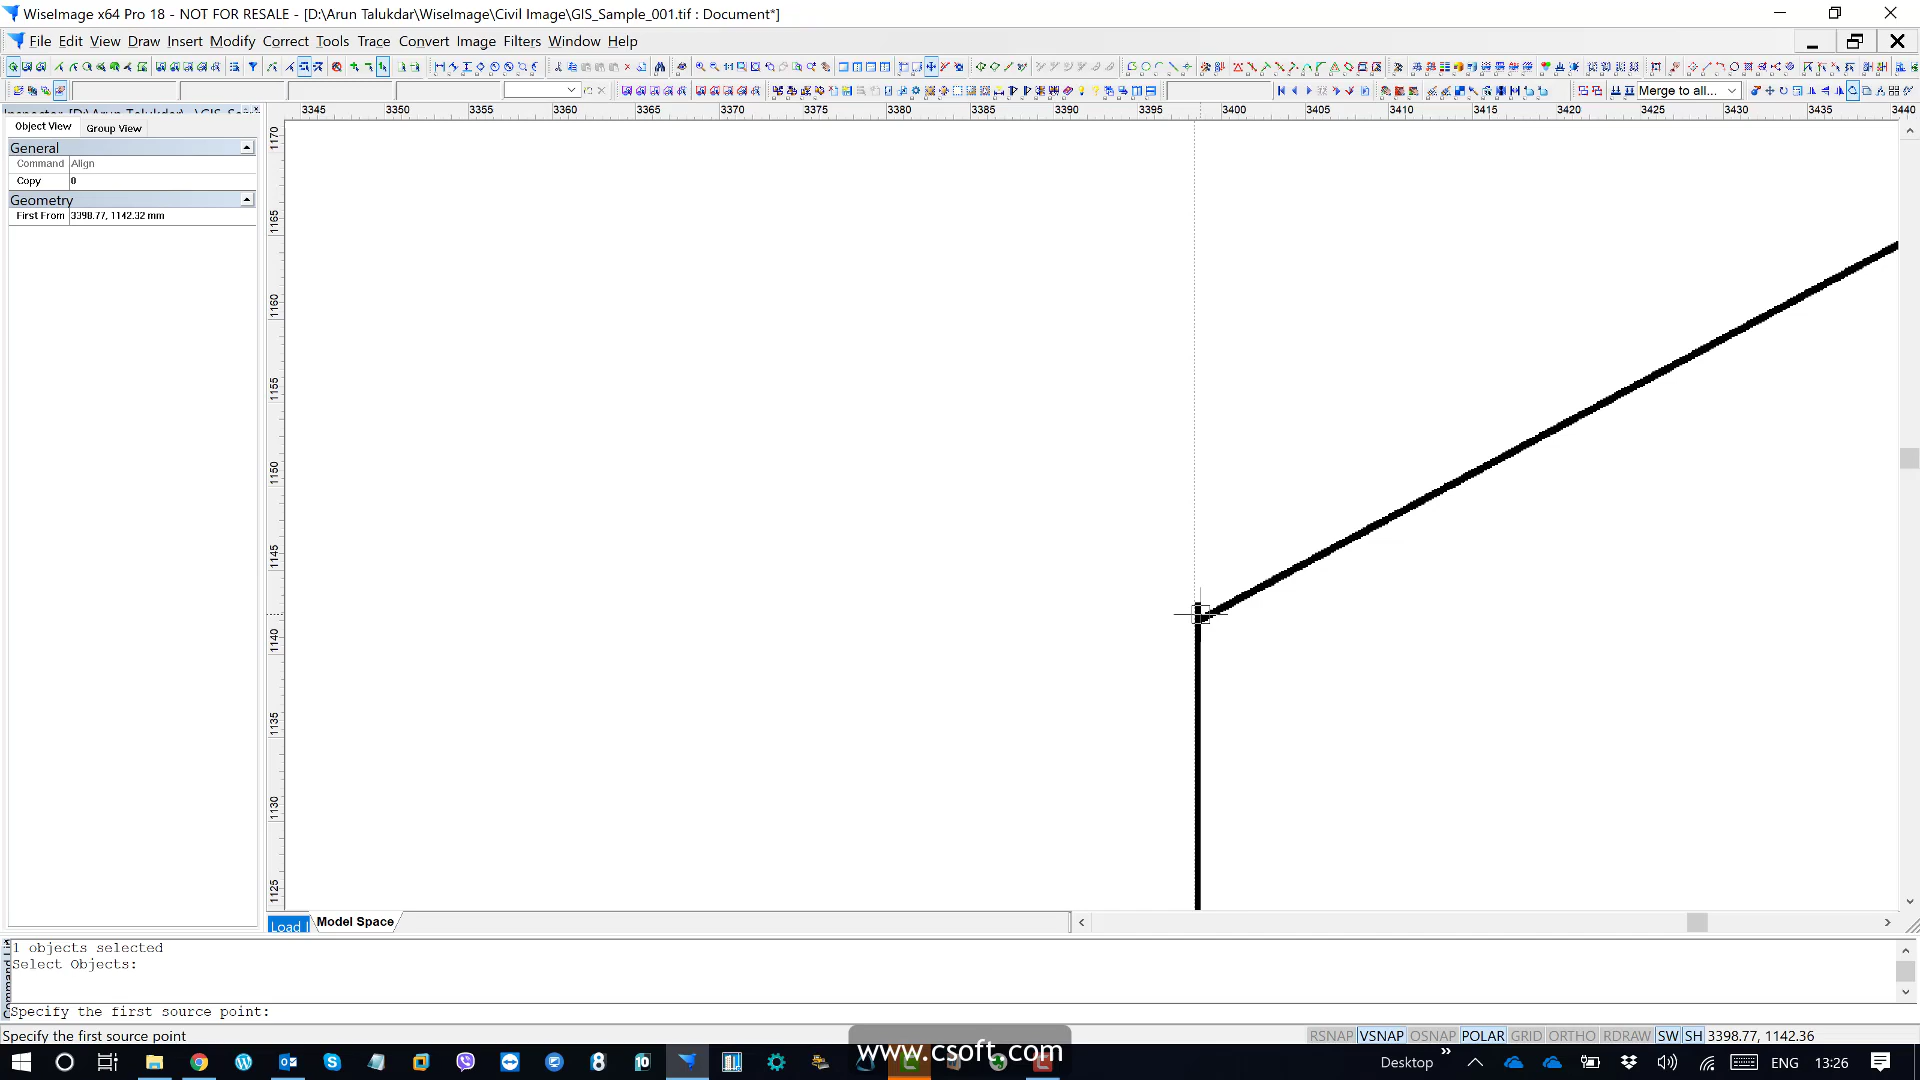 WiseImage x64 Pro 18 - NOT FOR RESALE - [D:\Arun Talukdar\WiseImage\Civil Image\GIS_Sample_001.tif : Document*]
File Edit View Draw Insert Modify Correct Tools Trace Convert Image Filters Window Help
Merge to all...
3345 3350 3355 3360 3365 3370 3375 3380 3385 3390 3395 3400 3405 3410 3415 3420 3425 3430 3435 3440
Object View Group View
General
Command Align
Copy 0
Geometry
First From 3398.77, 1142.32 mm
1170
1165
1160
1155
1150
1145
1140
1135
1130
1125
Load Model Space
1 objects selected
Select Objects:
Specify the first source point:
Specify the first source point
RSNAP VSNAP OSNAP POLAR GRID ORTHO RDRAW SW SH 3398.77, 1142.36
www.csoft.com
Desktop ENG 13:26